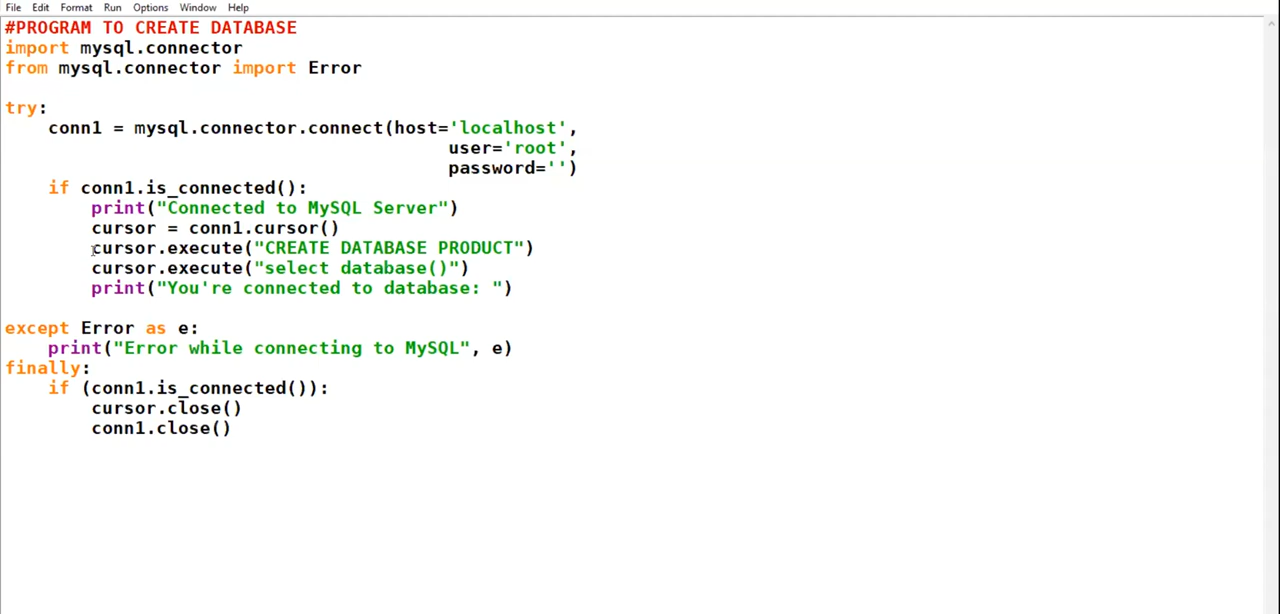 File Edit Format Run Options Window Help
#PROGRAM TO CREATE DATABASE
import mysql.connector
from mysql.connector import Error
try:
    conn1 = mysql.connector.connect(host='localhost',
                                         user='root',
                                         password='')
    if conn1.is_connected():
        print("Connected to MySQL Server")
        cursor = conn1.cursor()
        cursor.execute("CREATE DATABASE PRODUCT")
        cursor.execute("select database()")
        print("You're connected to database: ")
except Error as e:
    print("Error while connecting to MySQL", e)
finally:
    if (conn1.is_connected()):
        cursor.close()
        conn1.close()